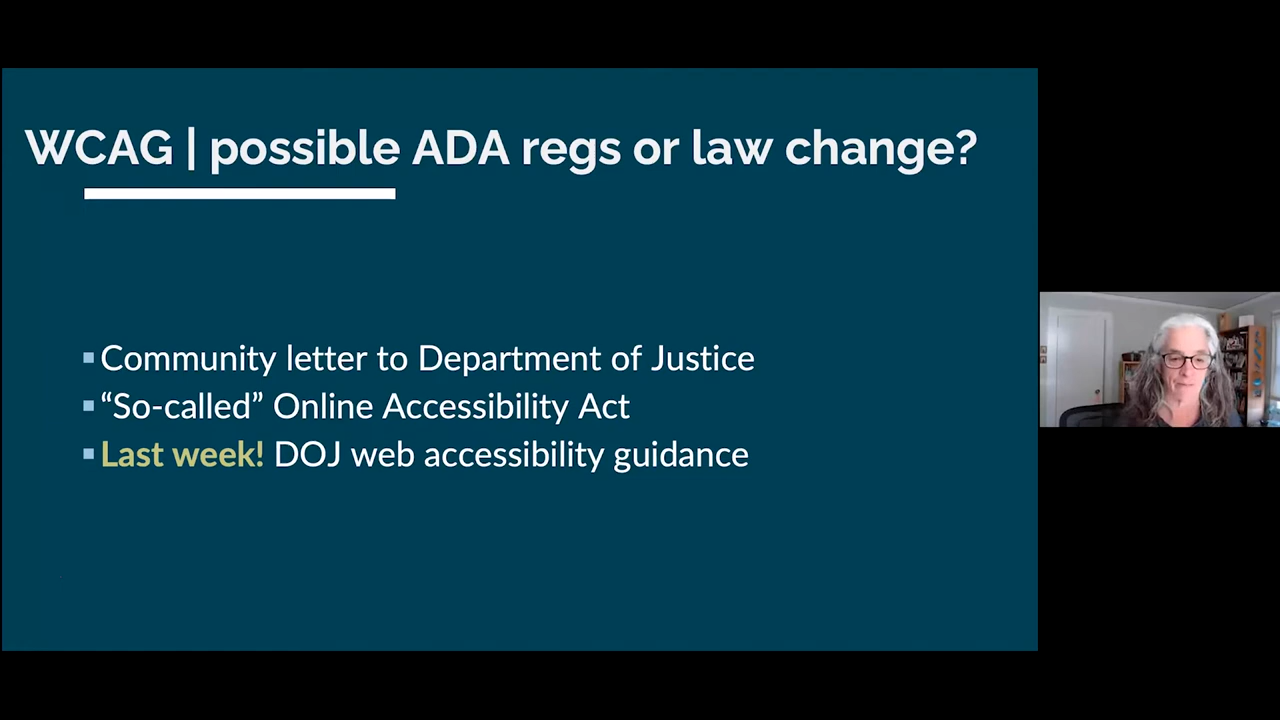 WCAG | possible ADA regs or law change?
▪Community letter to Department of Justice
▪“So-called” Online Accessibility Act
▪Last week! DOJ web accessibility guidance